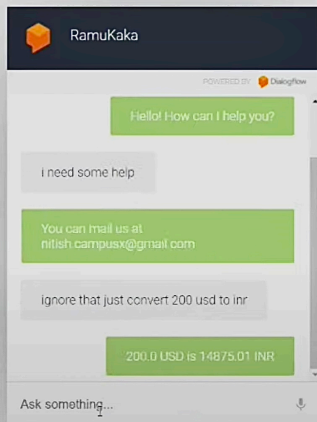 RamuKaka
POWERED BY Dialogflow
Hello! How can I help you?
i need some help
You can mail us at
nitish.campusx@gmail.com
ignore that just convert 200 usd to inr
200.0 USD is 14875.01 INR
Ask something...